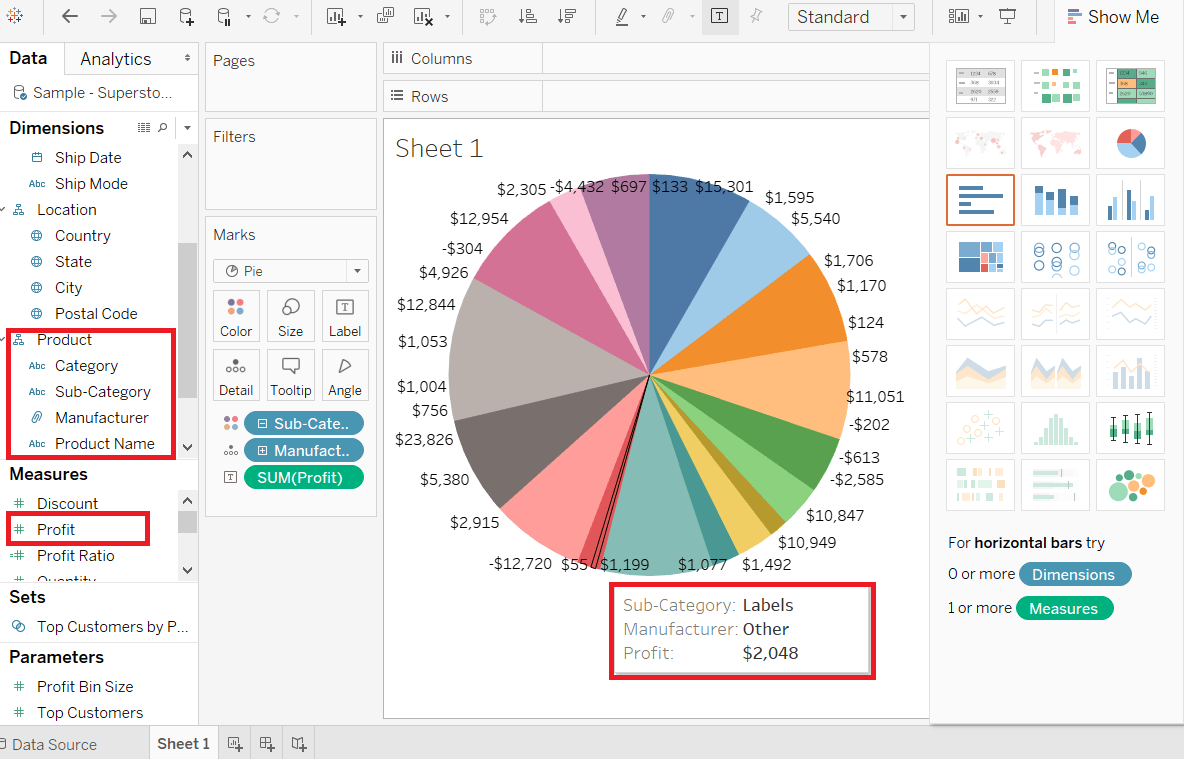 Standard
Show Me
Data
Analytics
Sample - Supersto...
Dimensions
Ship Date
Abc Ship Mode
Location
Country
State
City
Postal Code
Product
Abc Category
Abc Sub-Category
Manufacturer
Abc Product Name
Measures
Discount
Profit
Profit Ratio
Quantity
Sets
Top Customers by P...
Parameters
Profit Bin Size
Top Customers
Pages
Filters
Marks
Pie
Color
Size
Label
Detail
Tooltip
Angle
Sub-Cate..
Manufact..
SUM(Profit)
Columns
Rows
Sheet 1
$2,305 -$4,432 $697 $133 $15,301
$1,595
$12,954 $5,540
-$304
$1,706
$4,926
$1,170
$12,844
$124
$1,053
$578
$1,004
$11,051
$756
-$202
$23,826
-$613
$5,380
-$2,585
$2,915
$10,847
$10,949
-$12,720 $55 $1,199 $1,077 $1,492
Sub-Category: Labels
Manufacturer: Other
Profit: $2,048
For horizontal bars try
0 or more Dimensions
1 or more Measures
Data Source
Sheet 1